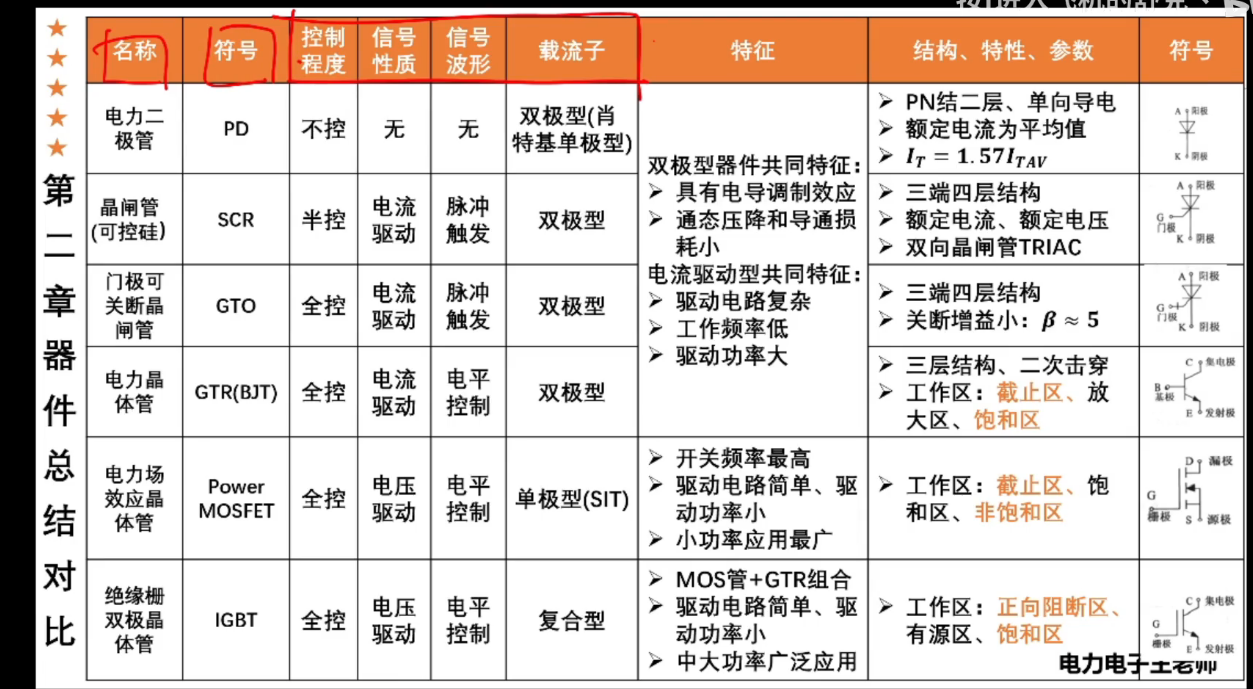 第二章器件总结对比
名称
符号
控制
程度
信号
性质
信号
波形
载流子
特征
结构、特性、参数
符号
电力二
极管
PD
不控
无
无
双极型(肖
特基单极型)
双极型器件共同特征：
➢ 具有电导调制效应
➢ 通态压降和导通损
耗小
电流驱动型共同特征：
➢ 驱动电路复杂
➢ 工作频率低
➢ 驱动功率大
➢ PN结二层、单向导电
➢ 额定电流为平均值
➢ I_T = 1.57I_TAV
A 阳极
K 阴极
晶闸管
(可控硅)
SCR
半控
电流
驱动
脉冲
触发
双极型
➢ 三端四层结构
➢ 额定电流、额定电压
➢ 双向晶闸管TRIAC
A 阳极
G
门极
K 阴极
门极可
关断晶
闸管
GTO
全控
电流
驱动
脉冲
触发
双极型
➢ 三端四层结构
➢ 关断增益小：β ≈ 5
A 阳极
G
门极
K 阴极
电力晶
体管
GTR(BJT)
全控
电流
驱动
电平
控制
双极型
➢ 三层结构、二次击穿
➢ 工作区：截止区、放
大区、饱和区
C 集电极
B
基极
E 发射极
电力场
效应晶
体管
Power
MOSFET
全控
电压
驱动
电平
控制
单极型(SIT)
➢ 开关频率最高
➢ 驱动电路简单、驱
动功率小
➢ 小功率应用最广
➢ 工作区：截止区、饱
和区、非饱和区
D 漏极
G
栅极
S 源极
绝缘栅
双极晶
体管
IGBT
全控
电压
驱动
电平
控制
复合型
➢ MOS管+GTR组合
➢ 驱动电路简单、驱
动功率小
➢ 中大功率广泛应用
➢ 工作区：正向阻断区、
有源区、饱和区
C 集电极
G
栅极
E 发射极
电力电子王老师